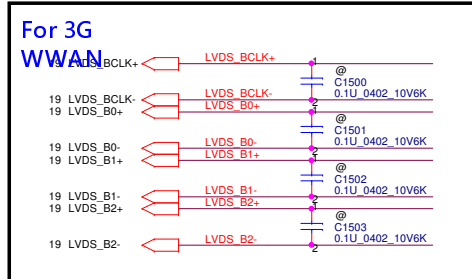 For 3G
WWAN
19 LVDS_BCLK+ LVDS_BCLK+ 1
@
C1500
19 LVDS_BCLK- LVDS_BCLK- 2 0.1U_0402_10V6K
19 LVDS_B0+ LVDS_B0+ 1
@
C1501
19 LVDS_B0- LVDS_B0- 2 0.1U_0402_10V6K
19 LVDS_B1+ LVDS_B1+ 1
@
C1502
19 LVDS_B1- LVDS_B1- 2 0.1U_0402_10V6K
19 LVDS_B2+ LVDS_B2+ 1
@
C1503
0.1U_0402_10V6K
19 LVDS_B2- LVDS_B2- 2